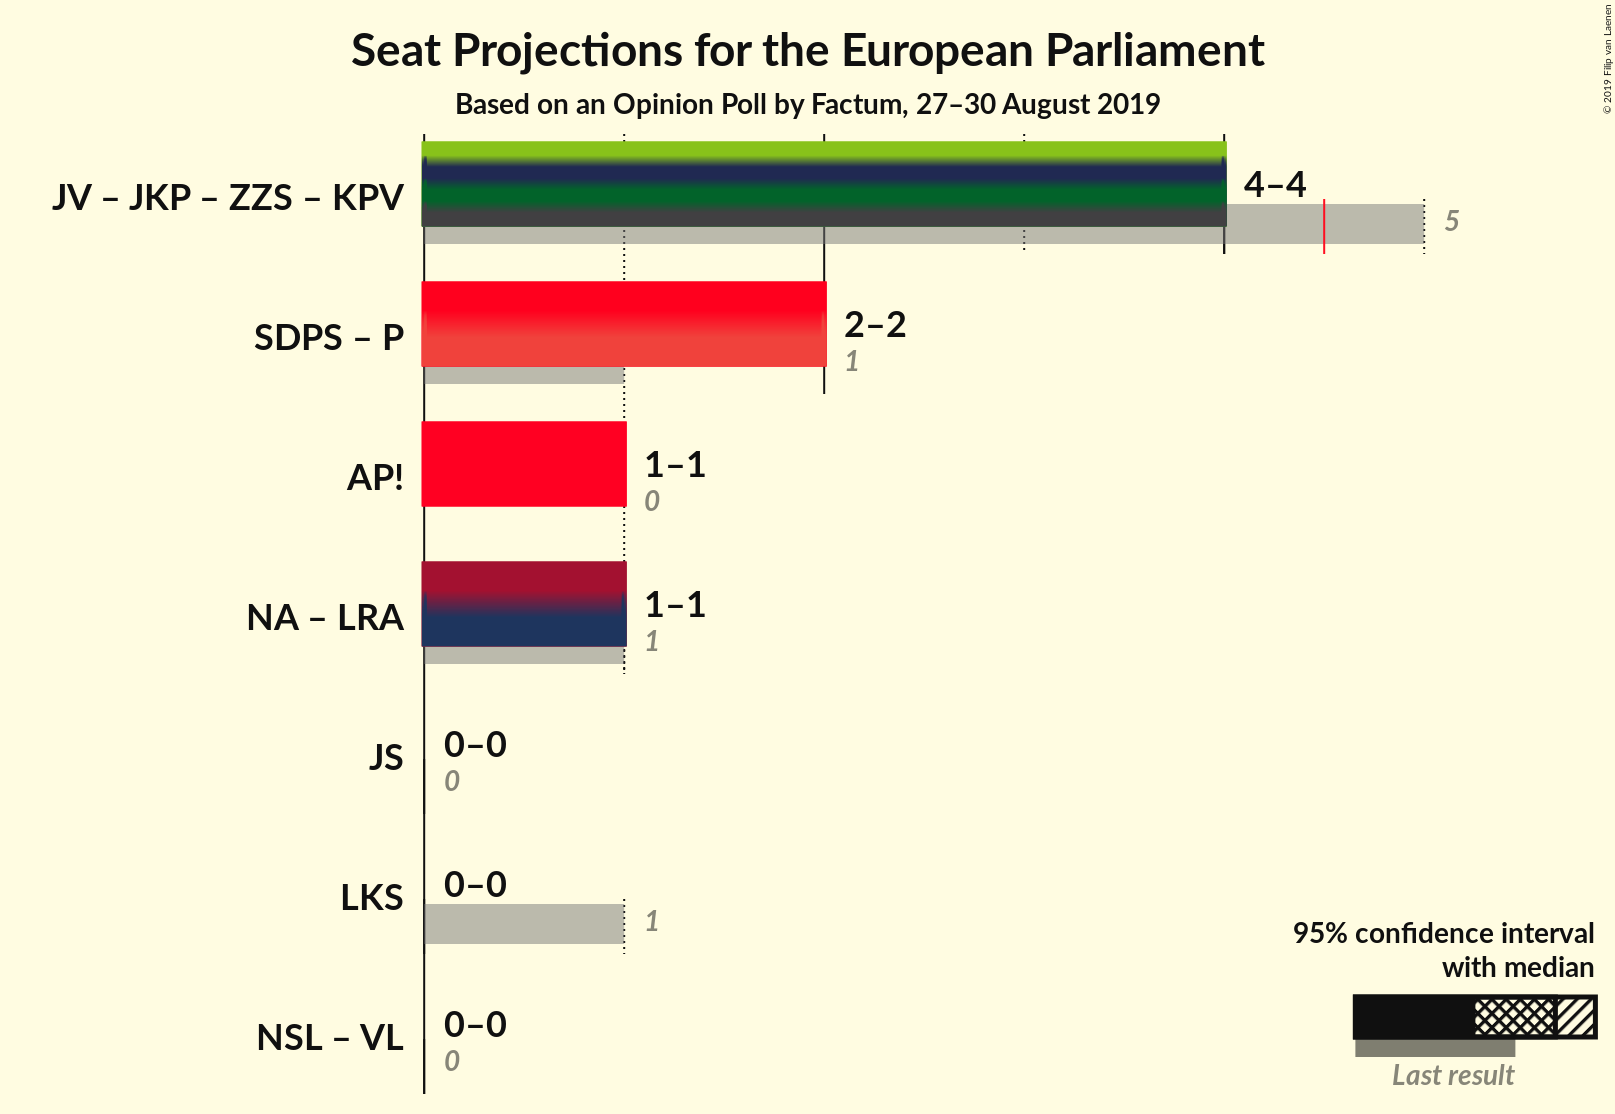 Seat Projections for the European Parliament
Based on an Opinion Poll by Factum, 27–30 August 2019
© 2019 Filip van Laenen
JV – JKP – ZZS – KPV
4–4
5
SDPS – P
2–2
1
AP!
1–1
0
NA – LRA
1–1
1
JS
0–0
0
LKS
0–0
1
NSL – VL
0–0
0
95% confidence interval
with median
Last result